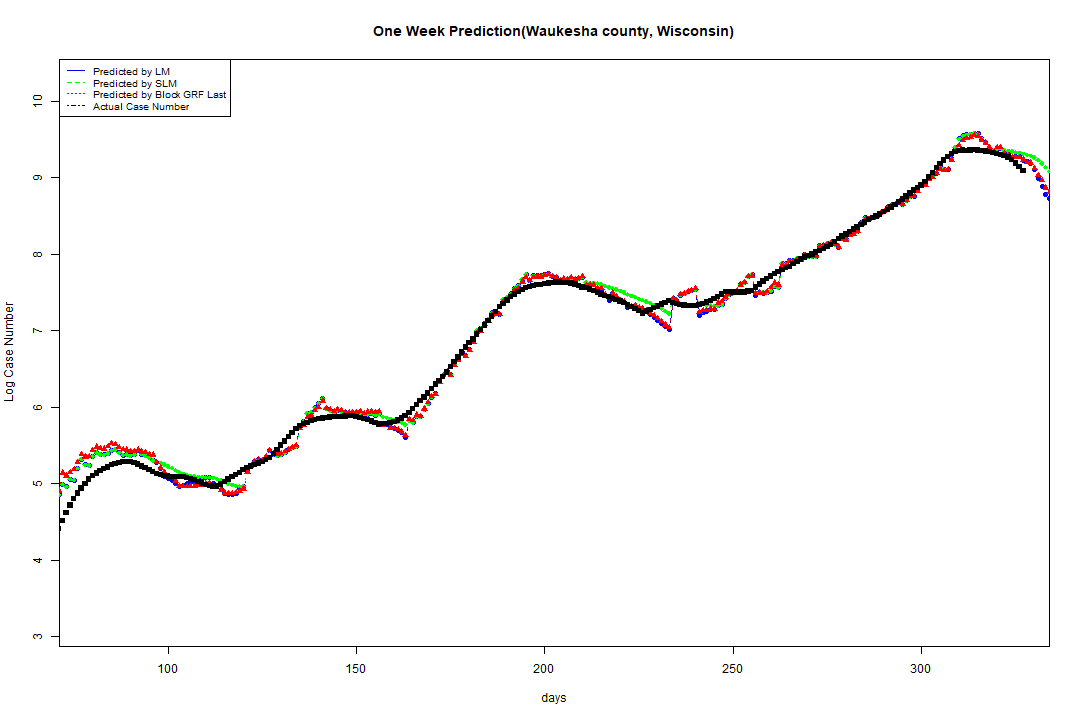 One Week Prediction(Waukesha county, Wisconsin)
Predicted by LM
Predicted by SLM
Predicted by Block GRF Last
Actual Case Number
10
9
8
7
6
5
4
3
Log Case Number
100 150 200 250 300
days